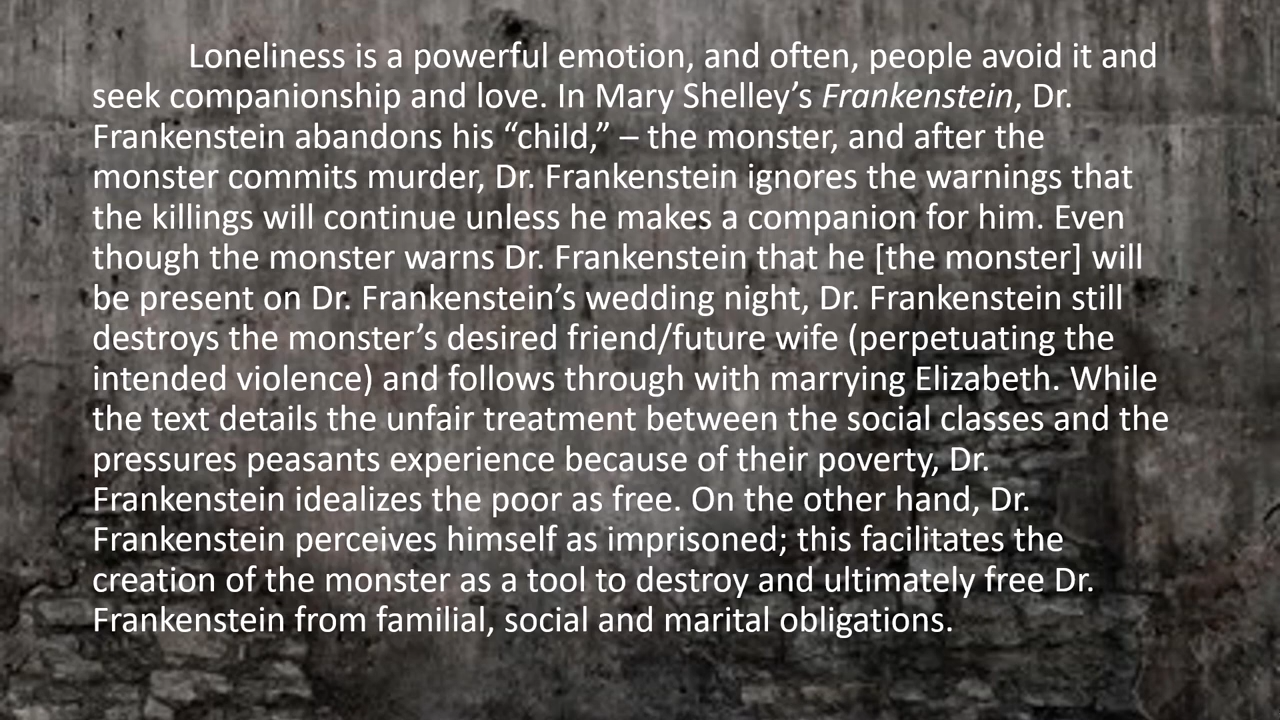 Loneliness is a powerful emotion, and often, people avoid it and
seek companionship and love. In Mary Shelley’s Frankenstein, Dr.
Frankenstein abandons his “child,” – the monster, and after the
monster commits murder, Dr. Frankenstein ignores the warnings that
the killings will continue unless he makes a companion for him. Even
though the monster warns Dr. Frankenstein that he [the monster] will
be present on Dr. Frankenstein’s wedding night, Dr. Frankenstein still
destroys the monster’s desired friend/future wife (perpetuating the
intended violence) and follows through with marrying Elizabeth. While
the text details the unfair treatment between the social classes and the
pressures peasants experience because of their poverty, Dr.
Frankenstein idealizes the poor as free. On the other hand, Dr.
Frankenstein perceives himself as imprisoned; this facilitates the
creation of the monster as a tool to destroy and ultimately free Dr.
Frankenstein from familial, social and marital obligations.